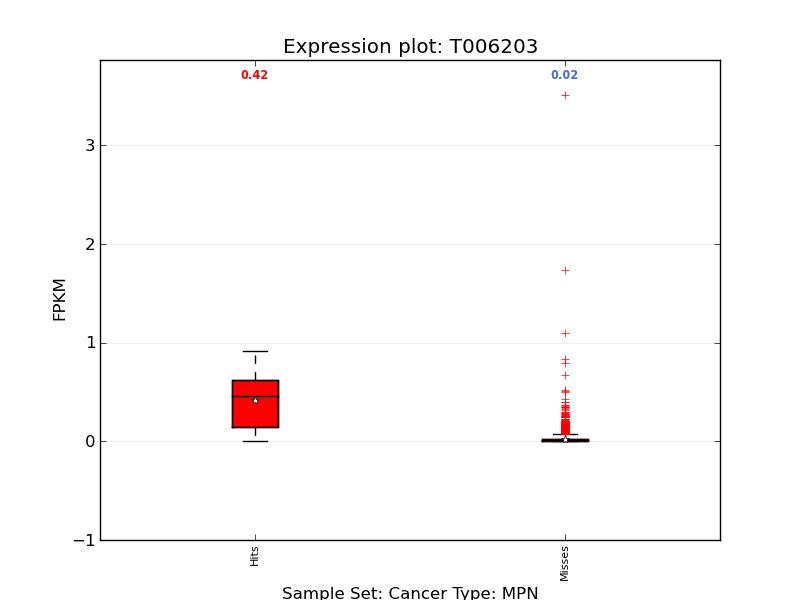 Expression plot: T006203
0.42
0.02
3
2
1
0
−1
FPKM
Hits
Misses
Sample Set: Cancer Type: MPN